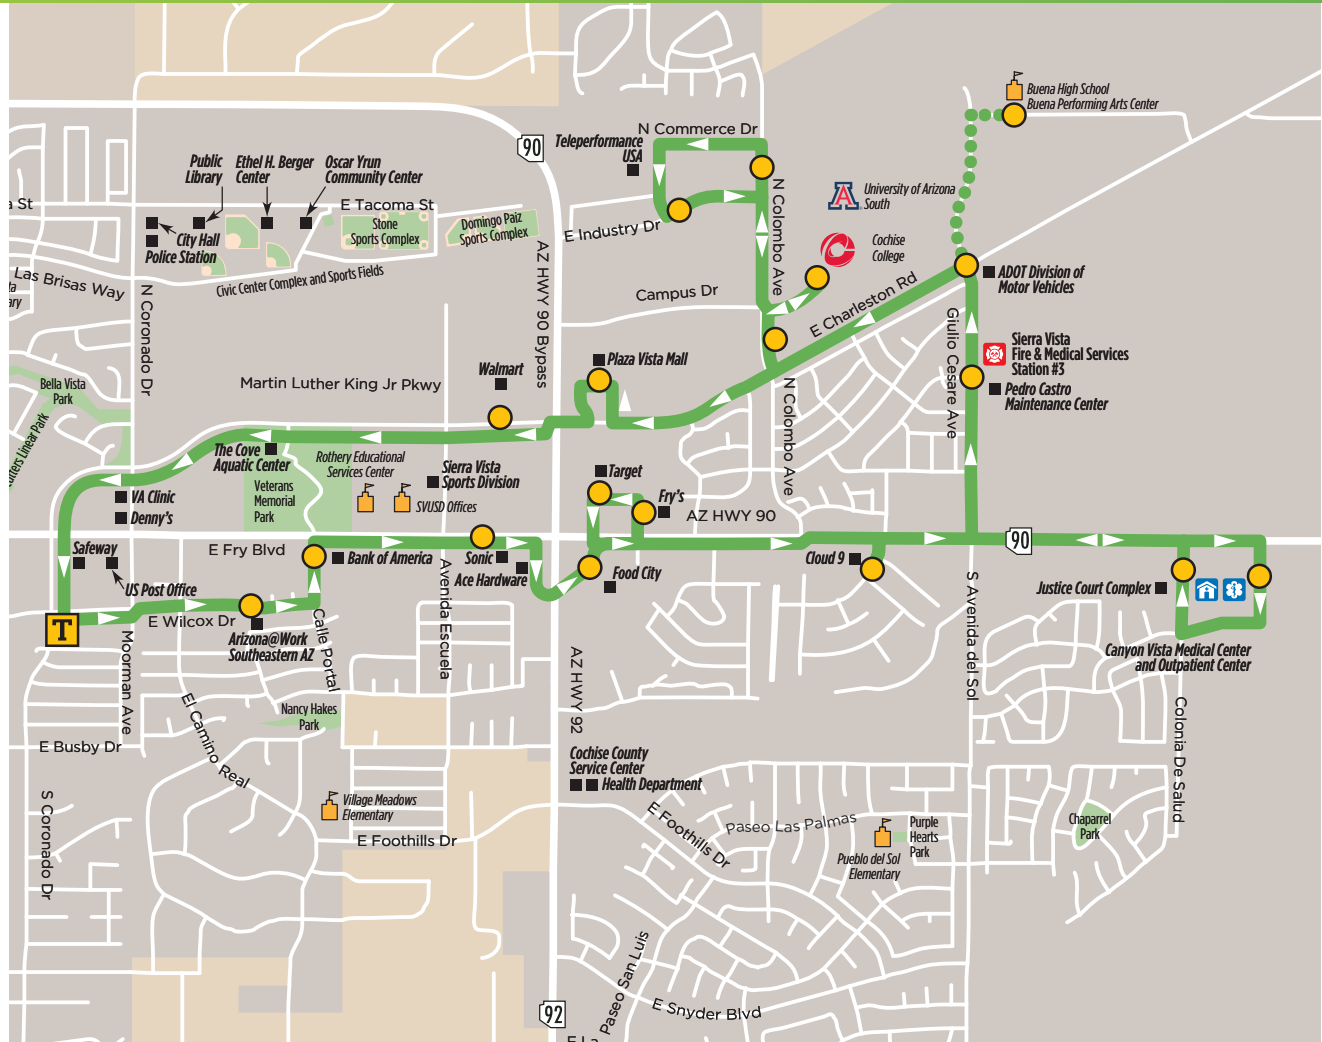 Buena High School
Buena Performing Arts Center
90
N Commerce Dr
Teleperformance
USA
Public
Library
Ethel H. Berger
Center
Oscar Yrun
Community Center
N Colombo Ave
A
University of Arizona
South
a St
E Tacoma St
Stone
Sports Complex
Domingo Paiz
Sports Complex
E Industry Dr
City Hall
Police Station
Cochise
College
AZ HWY 90 Bypass
Las Brisas Way
Civic Center Complex and Sports Fields
ta
ary
N Coronado Dr
Campus Dr
E Charleston Rd
ADOT Division of
Motor Vehicles
Giulio Cesare Ave
Sierra Vista
Fire & Medical Services
Station #3
Pedro Castro
Maintenance Center
Plaza Vista Mall
Walmart
Martin Luther King Jr Pkwy
Bella Vista
Park
N Colombo Ave
tters Linear Park
The Cove
Aquatic Center
Rothery Educational
Services Center
Sierra Vista
Sports Division
SVUSD Offices
Veterans
Memorial
Park
VA Clinic
Denny's
Target
Fry's
AZ HWY 90
90
E Fry Blvd
Safeway
US Post Office
Bank of America
Sonic
Ace Hardware
Food City
Cloud 9
Justice Court Complex
T
E Wilcox Dr
Arizona@Work
Southeastern AZ
Calle Portal
Avenida Escuela
Moorman Ave
S Avenida del Sol
Canyon Vista Medical Center
and Outpatient Center
AZ HWY 92
El Camino Real
Nancy Hakes
Park
E Busby Dr
Colonia De Salud
Cochise County
Service Center
Health Department
S Coronado Dr
Village Meadows
Elementary
E Foothills Dr
E Foothills Dr
Paseo Las Palmas
Purple
Hearts
Park
Pueblo del Sol
Elementary
Chaparrel
Park
Paseo San Luis
92
E Snyder Blvd
E La